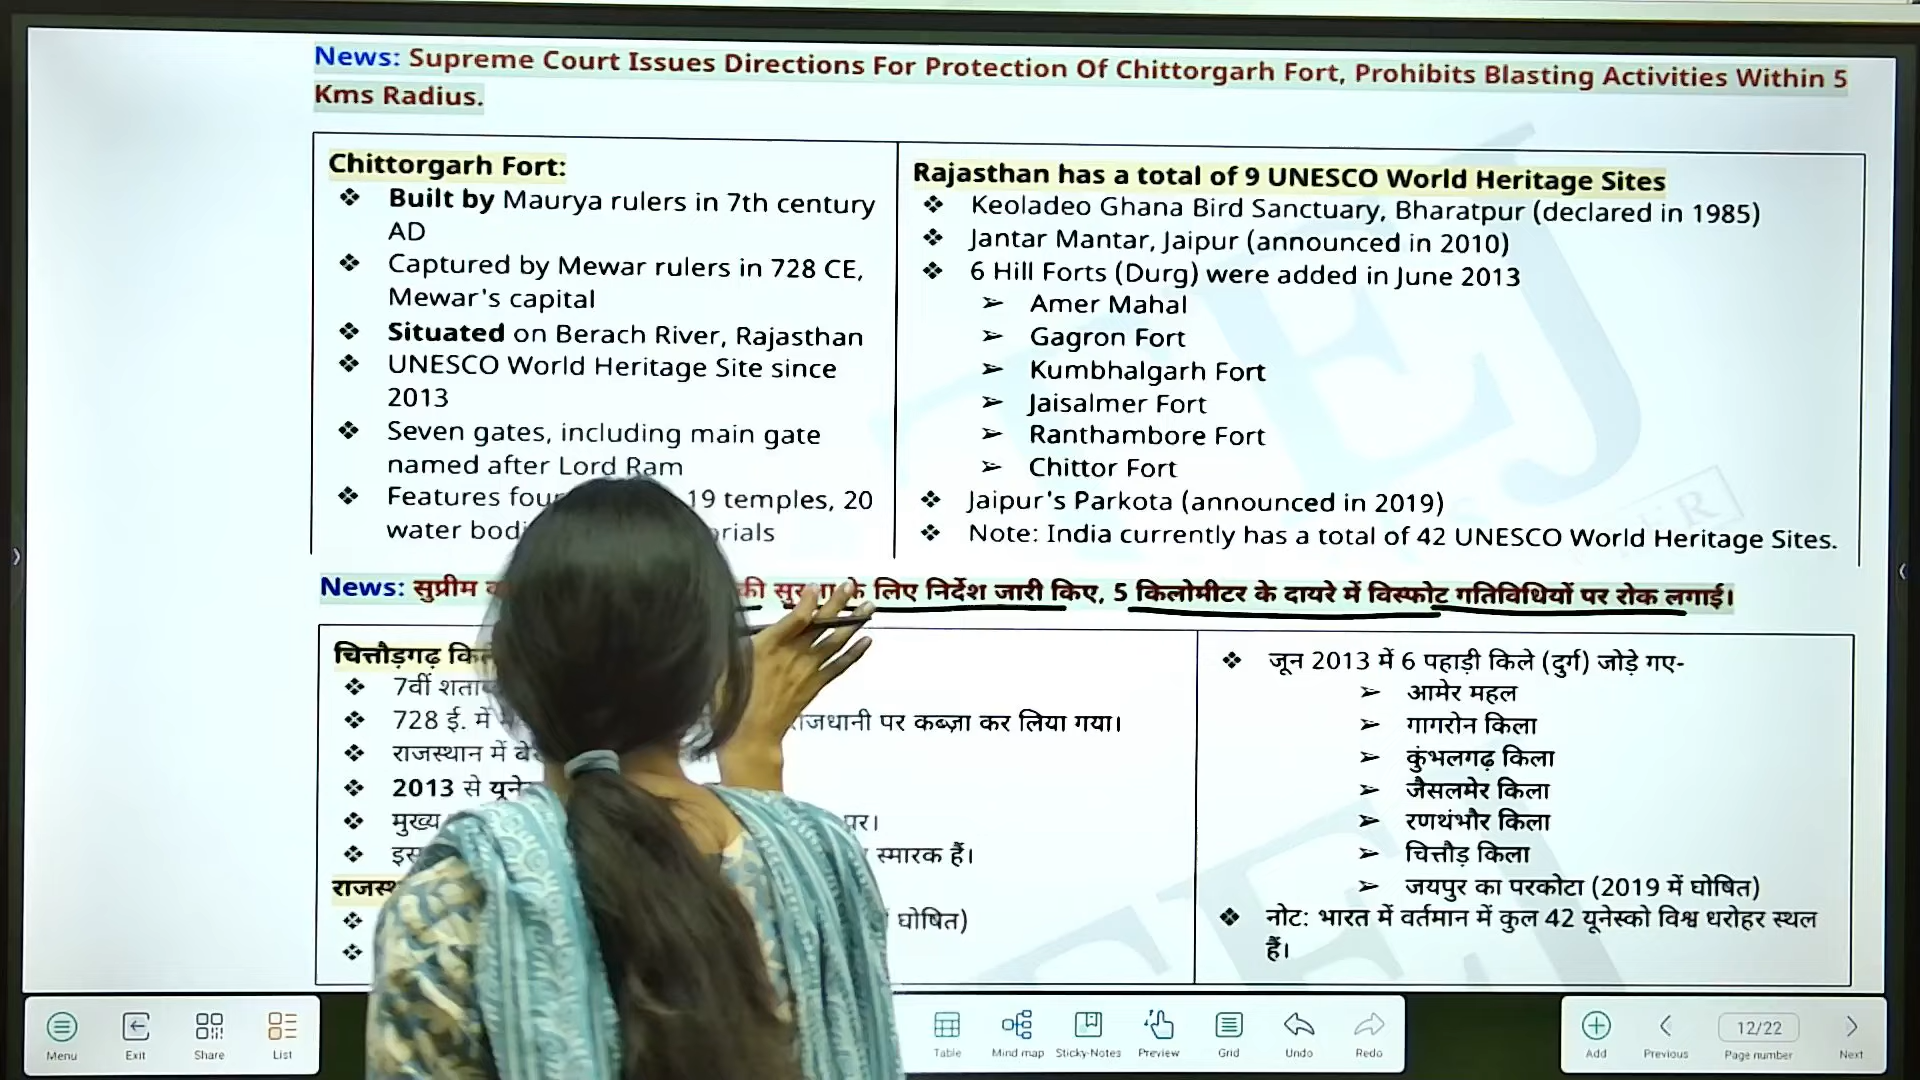 News: Supreme Court Issues Directions For Protection Of Chittorgarh Fort, Prohibits Blasting Activities Within 5
Kms Radius.
Chittorgarh Fort:
❖ Built by Maurya rulers in 7th century
AD
❖ Captured by Mewar rulers in 728 CE,
Mewar's capital
❖ Situated on Berach River, Rajasthan
❖ UNESCO World Heritage Site since
2013
❖ Seven gates, including main gate
named after Lord Ram
❖ Features 19 temples, 20
water
Rajasthan has a total of 9 UNESCO World Heritage Sites
❖ Keoladeo Ghana Bird Sanctuary, Bharatpur (declared in 1985)
❖ Jantar Mantar, Jaipur (announced in 2010)
❖ 6 Hill Forts (Durg) were added in June 2013
➢ Amer Mahal
➢ Gagron Fort
➢ Kumbhalgarh Fort
➢ Jaisalmer Fort
➢ Ranthambore Fort
➢ Chittor Fort
❖ Jaipur's Parkota (announced in 2019)
❖ Note: India currently has a total of 42 UNESCO World Heritage Sites.
News: सुप्रीम की सुरक्षा के लिए निर्देश जारी किए, 5 किलोमीटर के दायरे में विस्फोट गतिविधियों पर रोक लगाई।
चित्तौड़गढ़
❖ 7वीं
❖ 728 ई. में राजधानी पर कब्ज़ा कर लिया गया।
❖ राजस्थान में
❖ 2013 से
❖ मुख्य पर।
❖ स्मारक हैं।
❖ घोषित)
❖
❖ जून 2013 में 6 पहाड़ी किले (दुर्ग) जोड़े गए-
➢ आमेर महल
➢ गागरोन किला
➢ कुंभलगढ़ किला
➢ जैसलमेर किला
➢ रणथंभौर किला
➢ चित्तौड़ किला
➢ जयपुर का परकोटा (2019 में घोषित)
❖ नोट: भारत में वर्तमान में कुल 42 यूनेस्को विश्व धरोहर स्थल
हैं।
Menu Exit Share List Table Mind map Sticky-Notes Preview Grid Undo Redo Add Previous 12/22 Page number Next